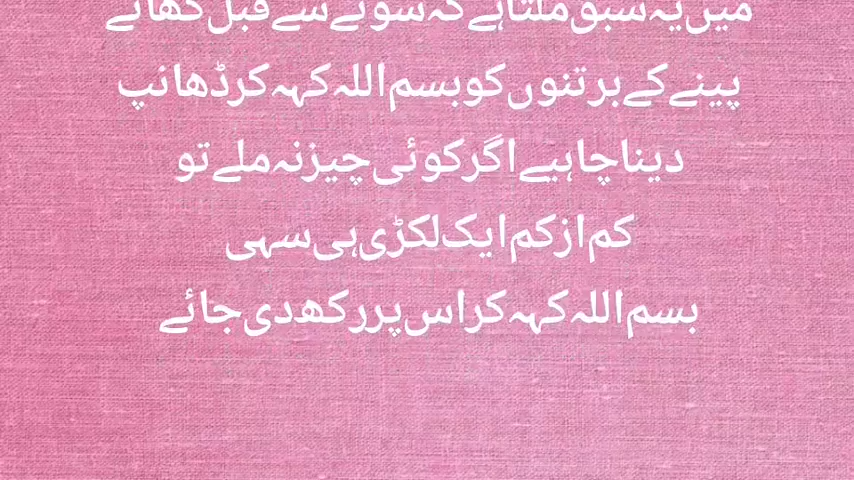 میں یہ سبق ملتا ہے کہ سونے سے قبل کھانے
پینے کے برتنوں کو بسم اللہ کہہ کر ڈھانپ
دینا چاہیے اگر کوئی چیز نہ ملے تو
کم از کم ایک لکڑی ہی سہی
بسم اللہ کہہ کر اس پر رکھ دی جائے